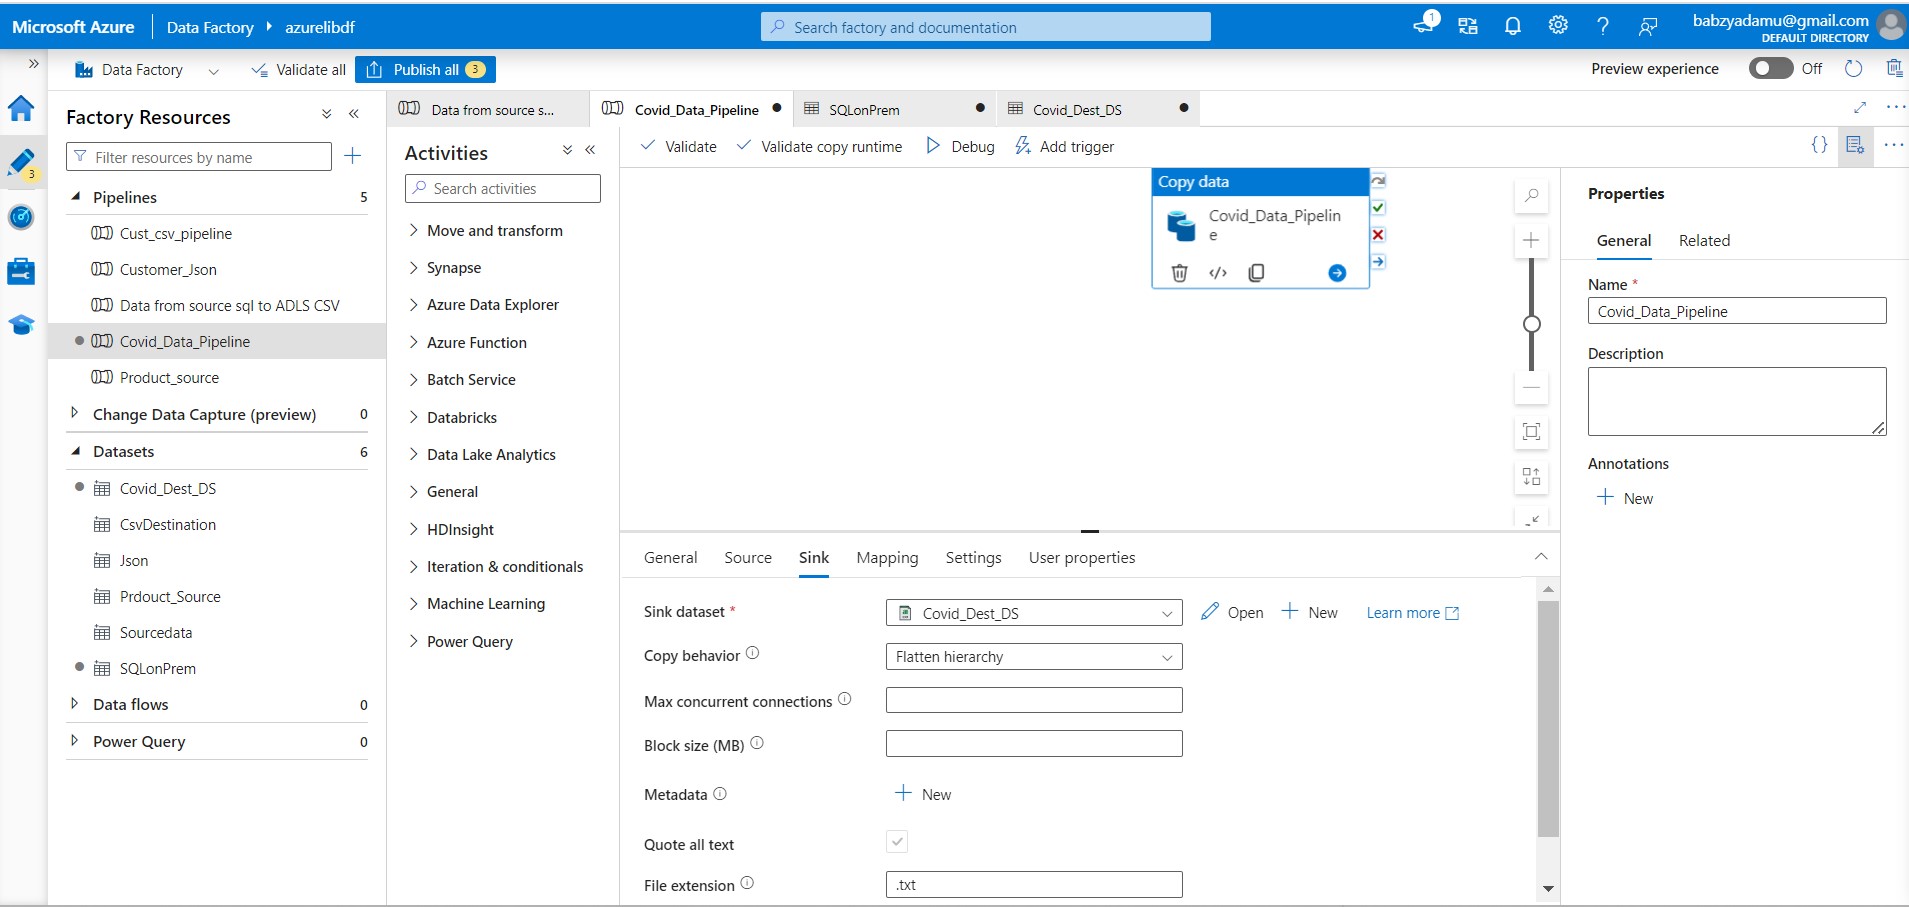 Microsoft Azure
Data Factory
azurelibdf
Search factory and documentation
1
babzyadamu@gmail.com
DEFAULT DIRECTORY
Data Factory
Validate all
Publish all
3
Preview experience
Off
3
Factory Resources
Filter resources by name
Pipelines 5
Cust_csv_pipeline
Customer_Json
Data from source sql to ADLS CSV
Covid_Data_Pipeline
Product_source
Change Data Capture (preview) 0
Datasets 6
Covid_Dest_DS
CsvDestination
Json
Prdouct_Source
Sourcedata
SQLonPrem
Data flows 0
Power Query 0
Data from source s...
Covid_Data_Pipeline
SQLonPrem
Covid_Dest_DS
Activities
Search activities
Move and transform
Synapse
Azure Data Explorer
Azure Function
Batch Service
Databricks
Data Lake Analytics
General
HDInsight
Iteration & conditionals
Machine Learning
Power Query
Validate
Validate copy runtime
Debug
Add trigger
Copy data
Covid_Data_Pipelin
e
General
Source
Sink
Mapping
Settings
User properties
Sink dataset *
Covid_Dest_DS
Open
New
Learn more
Copy behavior
Flatten hierarchy
Max concurrent connections
Block size (MB)
Metadata
New
Quote all text
File extension
.txt
Properties
General
Related
Name *
Covid_Data_Pipeline
Description
Annotations
New